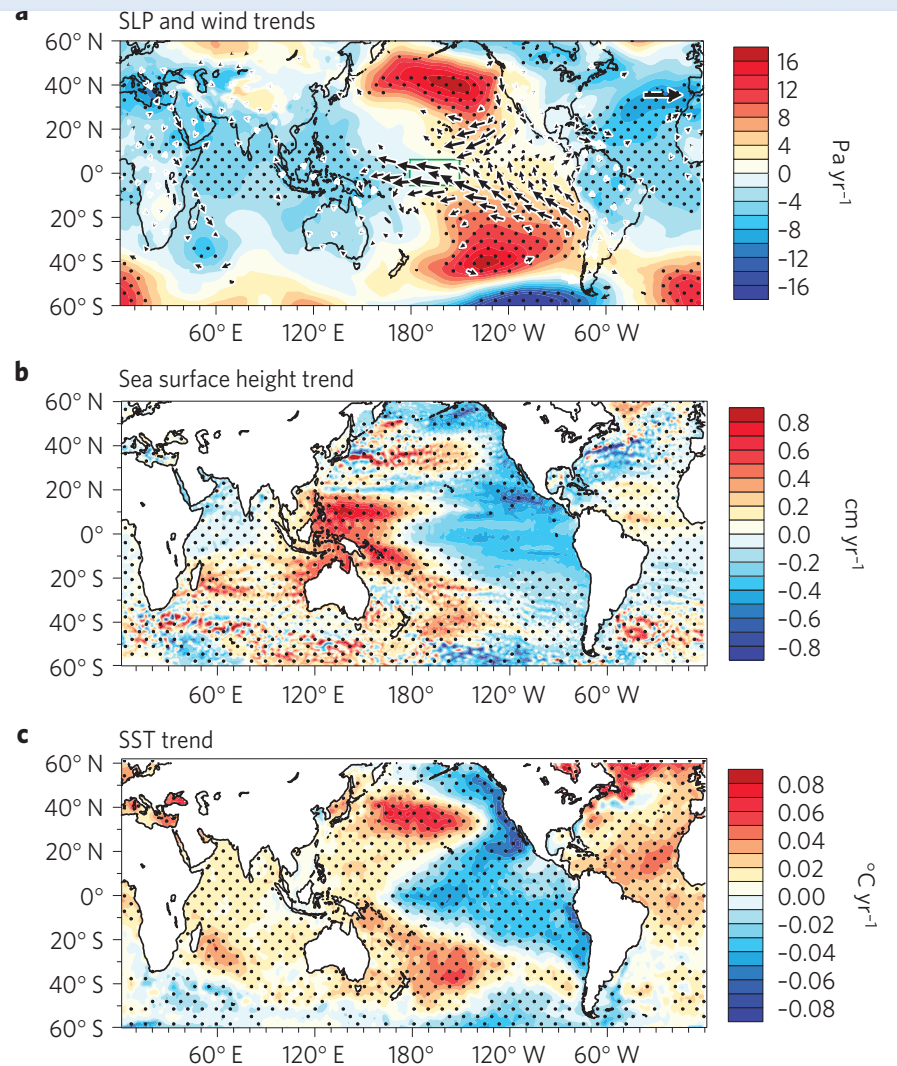 a
SLP and wind trends
60° N
40° N
20° N
0°
20° S
40° S
60° S
60° E
120° E
180°
120° W
60° W
16
12
8
4
0
−4
−8
−12
−16
Pa yr−1
b
Sea surface height trend
60° N
40° N
20° N
0°
20° S
40° S
60° S
60° E
120° E
180°
120° W
60° W
0.8
0.6
0.4
0.2
0.0
−0.2
−0.4
−0.6
−0.8
cm yr−1
c
SST trend
60° N
40° N
20° N
0°
20° S
40° S
60° S
60° E
120° E
180°
120° W
60° W
0.08
0.06
0.04
0.02
0.00
−0.02
−0.04
−0.06
−0.08
°C yr−1